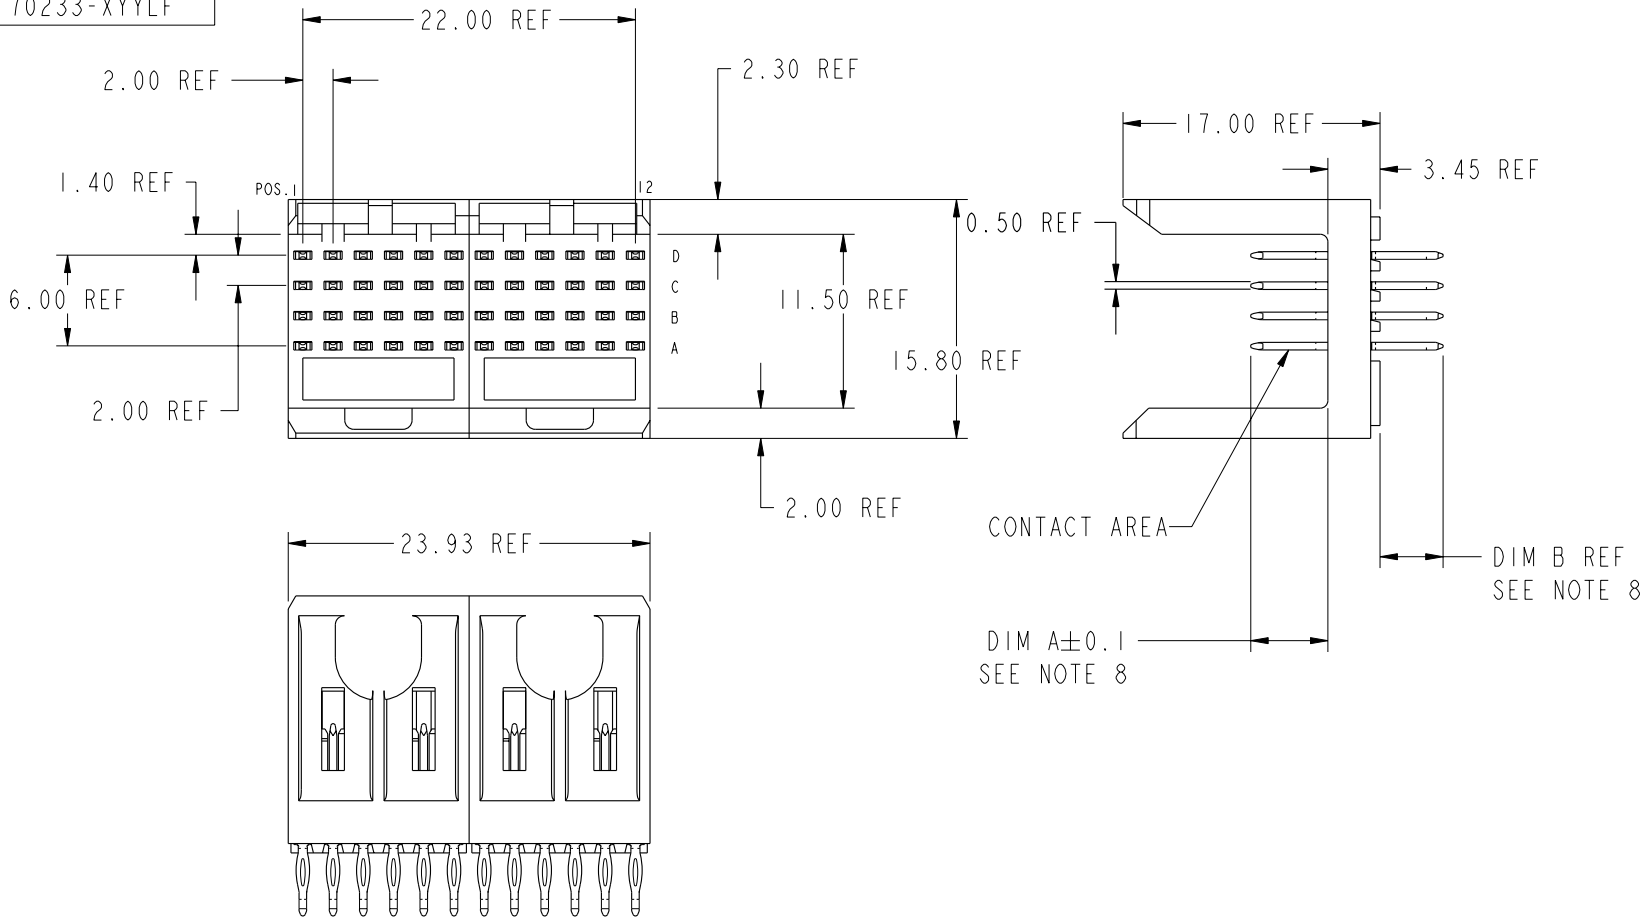 70233-XYYLF
22.00 REF
2.00 REF
2.30 REF
17.00 REF
3.45 REF
1.40 REF
POS.1
12
0.50 REF
D
C
B
A
6.00 REF
11.50 REF
15.80 REF
2.00 REF
2.00 REF
CONTACT AREA
23.93 REF
DIM B REF
SEE NOTE 8
DIM A±0.1
SEE NOTE 8